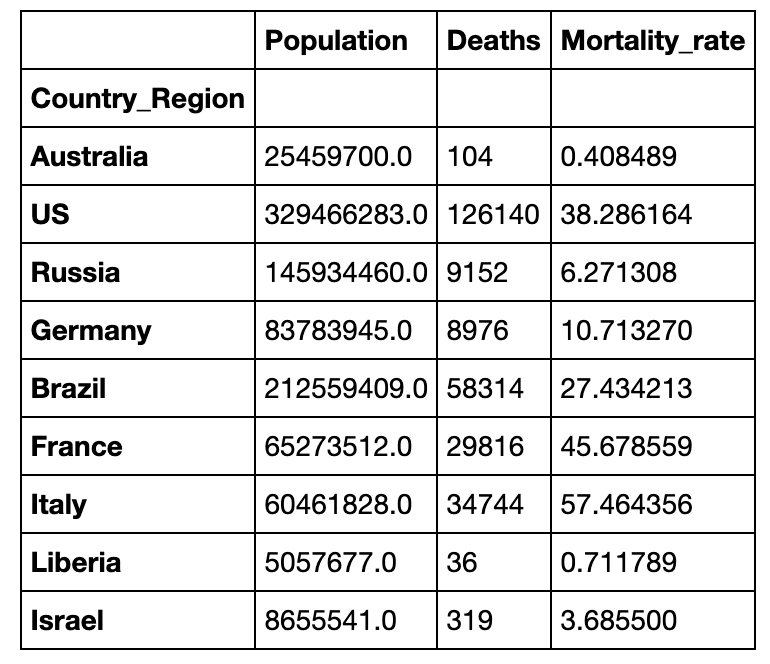 Population Deaths Mortality_rate
Country_Region
Australia 25459700.0 104 0.408489
US 329466283.0 126140 38.286164
Russia 145934460.0 9152 6.271308
Germany 83783945.0 8976 10.713270
Brazil 212559409.0 58314 27.434213
France 65273512.0 29816 45.678559
Italy 60461828.0 34744 57.464356
Liberia 5057677.0 36 0.711789
Israel 8655541.0 319 3.685500